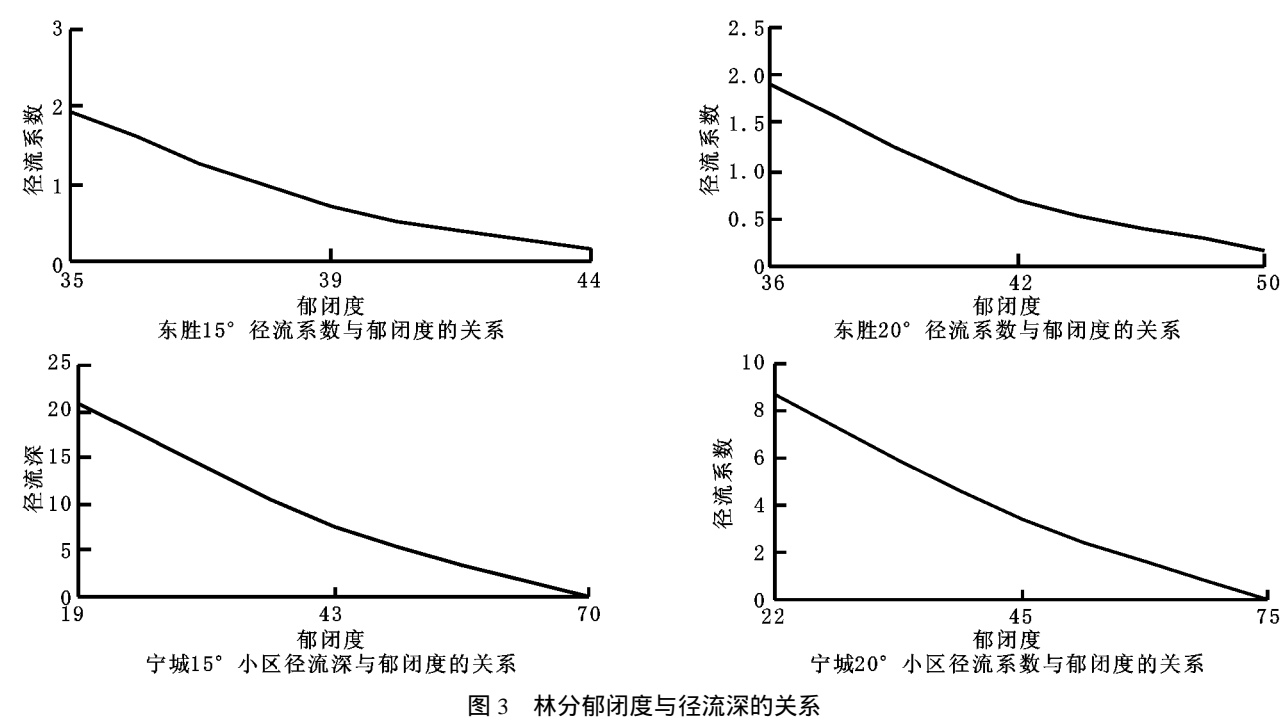 3
2
1
0
径流系数
35 39 44
郁闭度
东胜15° 径流系数与郁闭度的关系
2.5
2.0
1.5
1.0
0.5
0
径流系数
36 42 50
郁闭度
东胜20° 径流系数与郁闭度的关系
25
20
15
10
5
0
径流深
19 43 70
郁闭度
宁城15° 小区径流深与郁闭度的关系
10
8
6
4
2
0
径流系数
22 45 75
郁闭度
宁城20° 小区径流系数与郁闭度的关系
图 3 林分郁闭度与径流深的关系